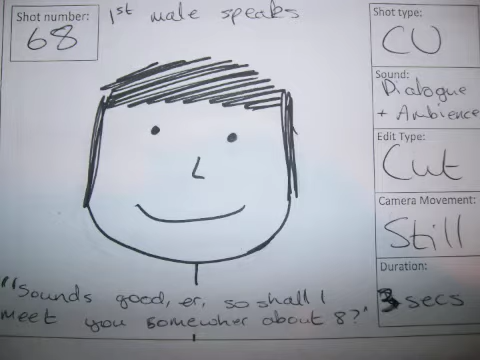 Shot number:
68
1st male speaks
Shot type:
CU
Sound:
Dialogue
+ Ambience
Edit Type:
Cut
Camera Movement:
Still
Duration:
3 secs
"Sounds good, er, so shall I
meet you somewher about 8?"